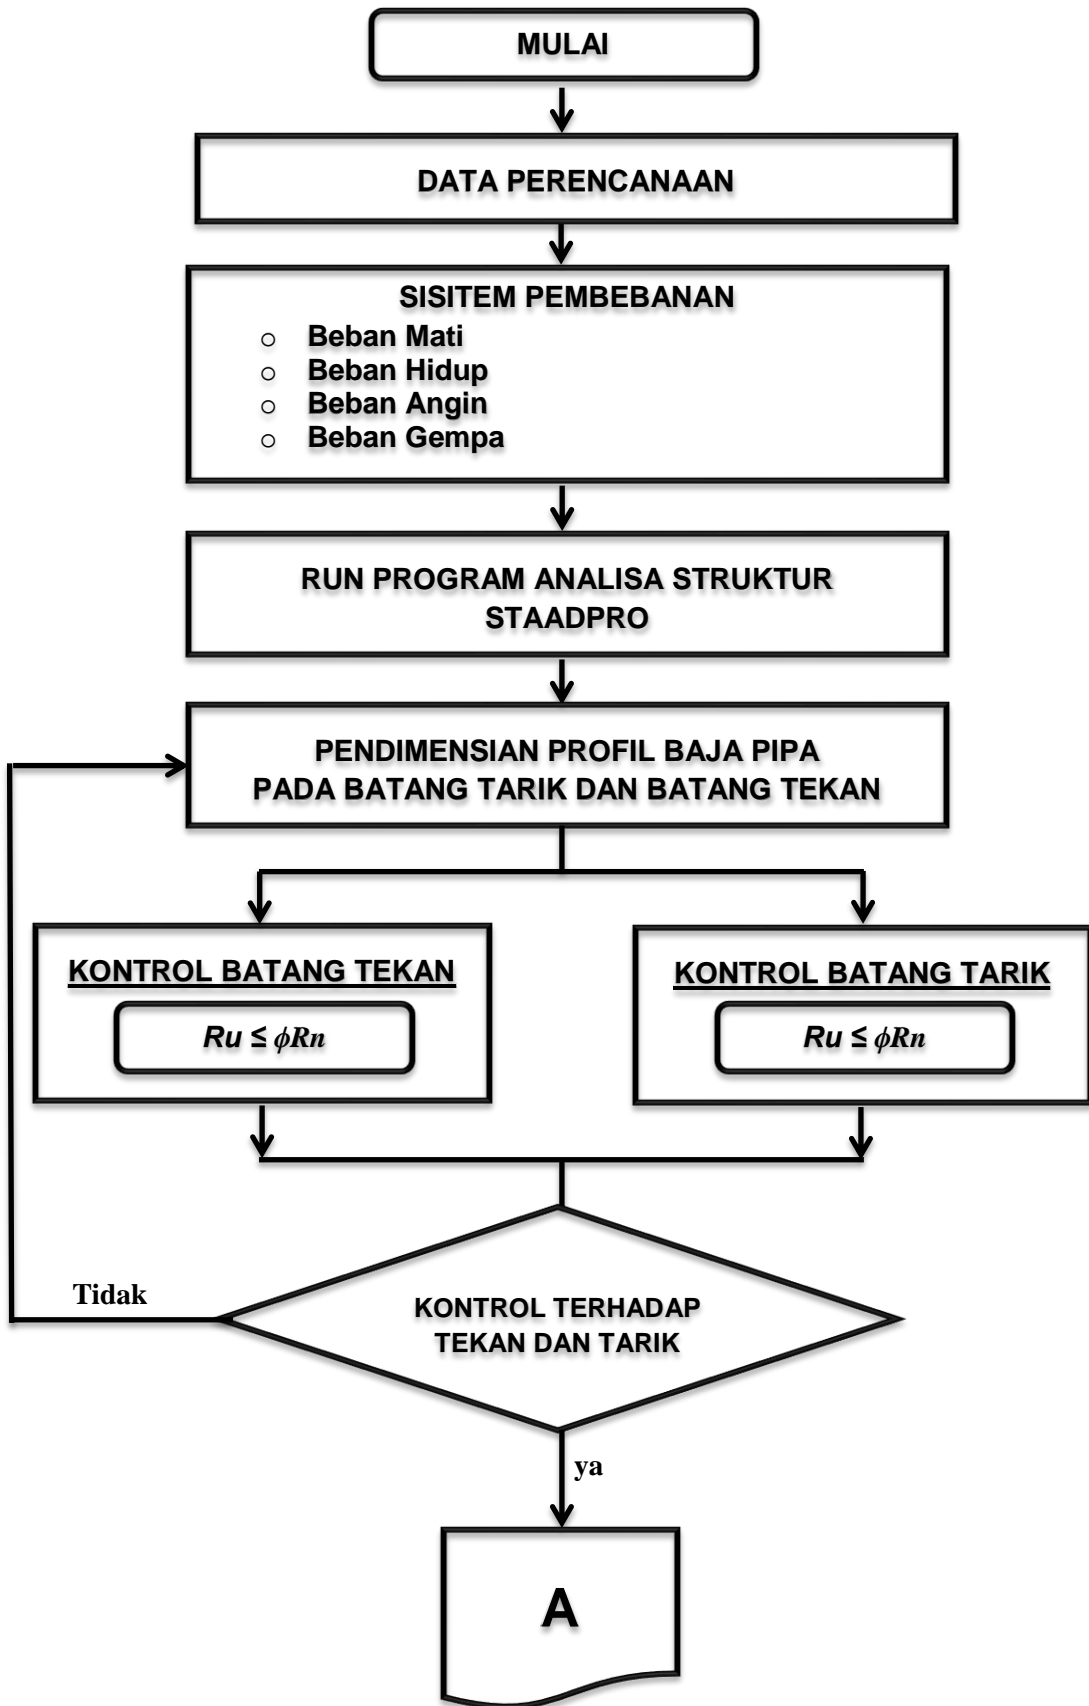 MULAI
DATA PERENCANAAN
SISITEM PEMBEBANAN
○ Beban Mati
○ Beban Hidup
○ Beban Angin
○ Beban Gempa
RUN PROGRAM ANALISA STRUKTUR
STAADPRO
PENDIMENSIAN PROFIL BAJA PIPA
PADA BATANG TARIK DAN BATANG TEKAN
KONTROL BATANG TEKAN
Ru ≤ ϕRn
KONTROL BATANG TARIK
Ru ≤ ϕRn
Tidak
KONTROL TERHADAP
TEKAN DAN TARIK
ya
A